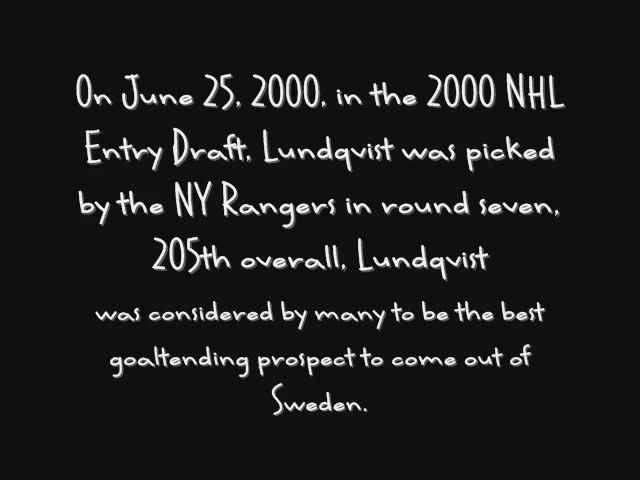 On June 25, 2000, in the 2000 NHL
Entry Draft, Lundqvist was picked
by the NY Rangers in round seven,
205th overall, Lundqvist
was considered by many to be the best
goaltending prospect to come out of
Sweden.